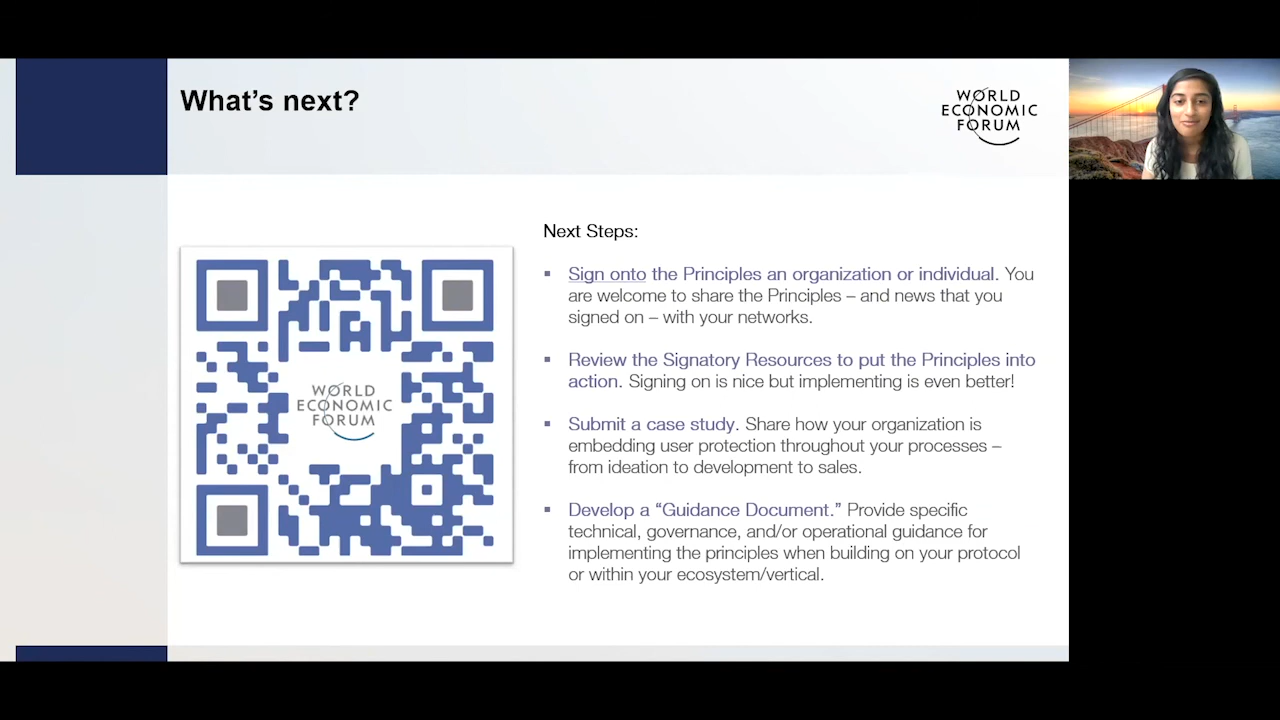 What's next?
WORLD
ECONOMIC
FORUM
Next Steps:
▪ Sign onto the Principles an organization or individual. You
are welcome to share the Principles – and news that you
signed on – with your networks.
▪ Review the Signatory Resources to put the Principles into
action. Signing on is nice but implementing is even better!
▪ Submit a case study. Share how your organization is
embedding user protection throughout your processes –
from ideation to development to sales.
▪ Develop a “Guidance Document.” Provide specific
technical, governance, and/or operational guidance for
implementing the principles when building on your protocol
or within your ecosystem/vertical.
WORLD
ECONOMIC
FORUM